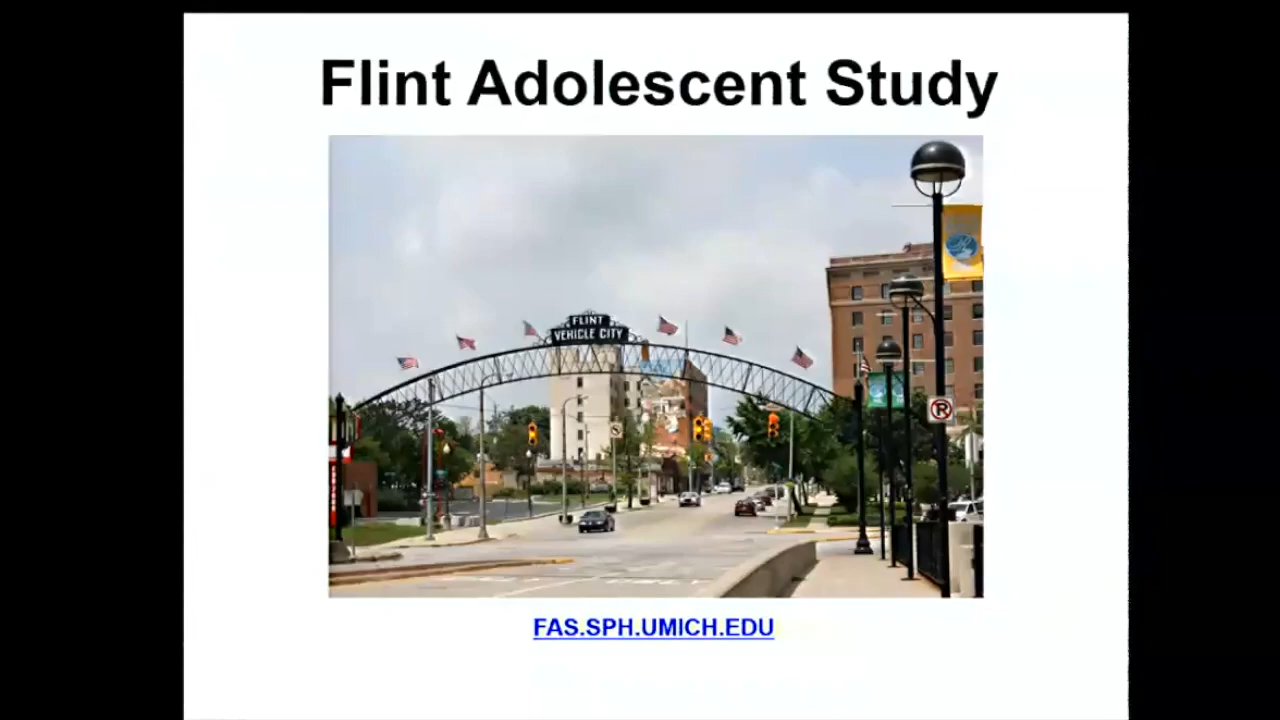 Flint Adolescent Study
FLINT
VEHICLE CITY
FAS.SPH.UMICH.EDU